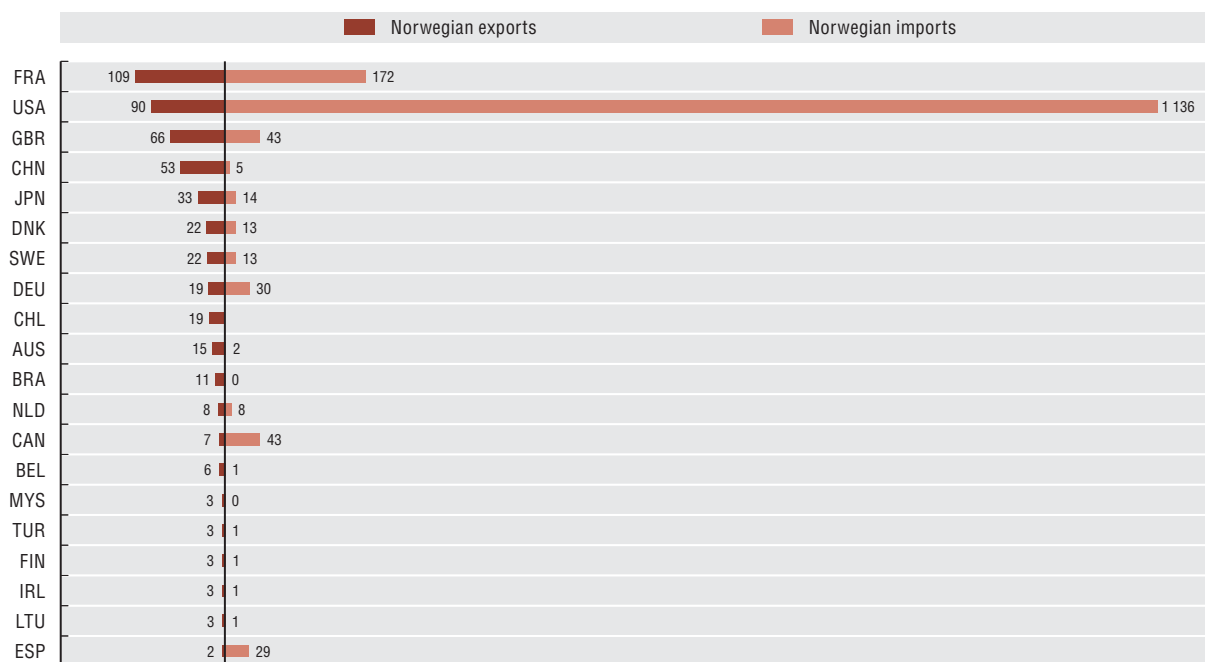 Norwegian exports Norwegian imports
FRA 109 172
USA 90 1 136
GBR 66 43
CHN 53 5
JPN 33 14
DNK 22 13
SWE 22 13
DEU 19 30
CHL 19
AUS 15 2
BRA 11 0
NLD 8 8
CAN 7 43
BEL 6 1
MYS 3 0
TUR 3 1
FIN 3 1
IRL 3 1
LTU 3 1
ESP 2 29